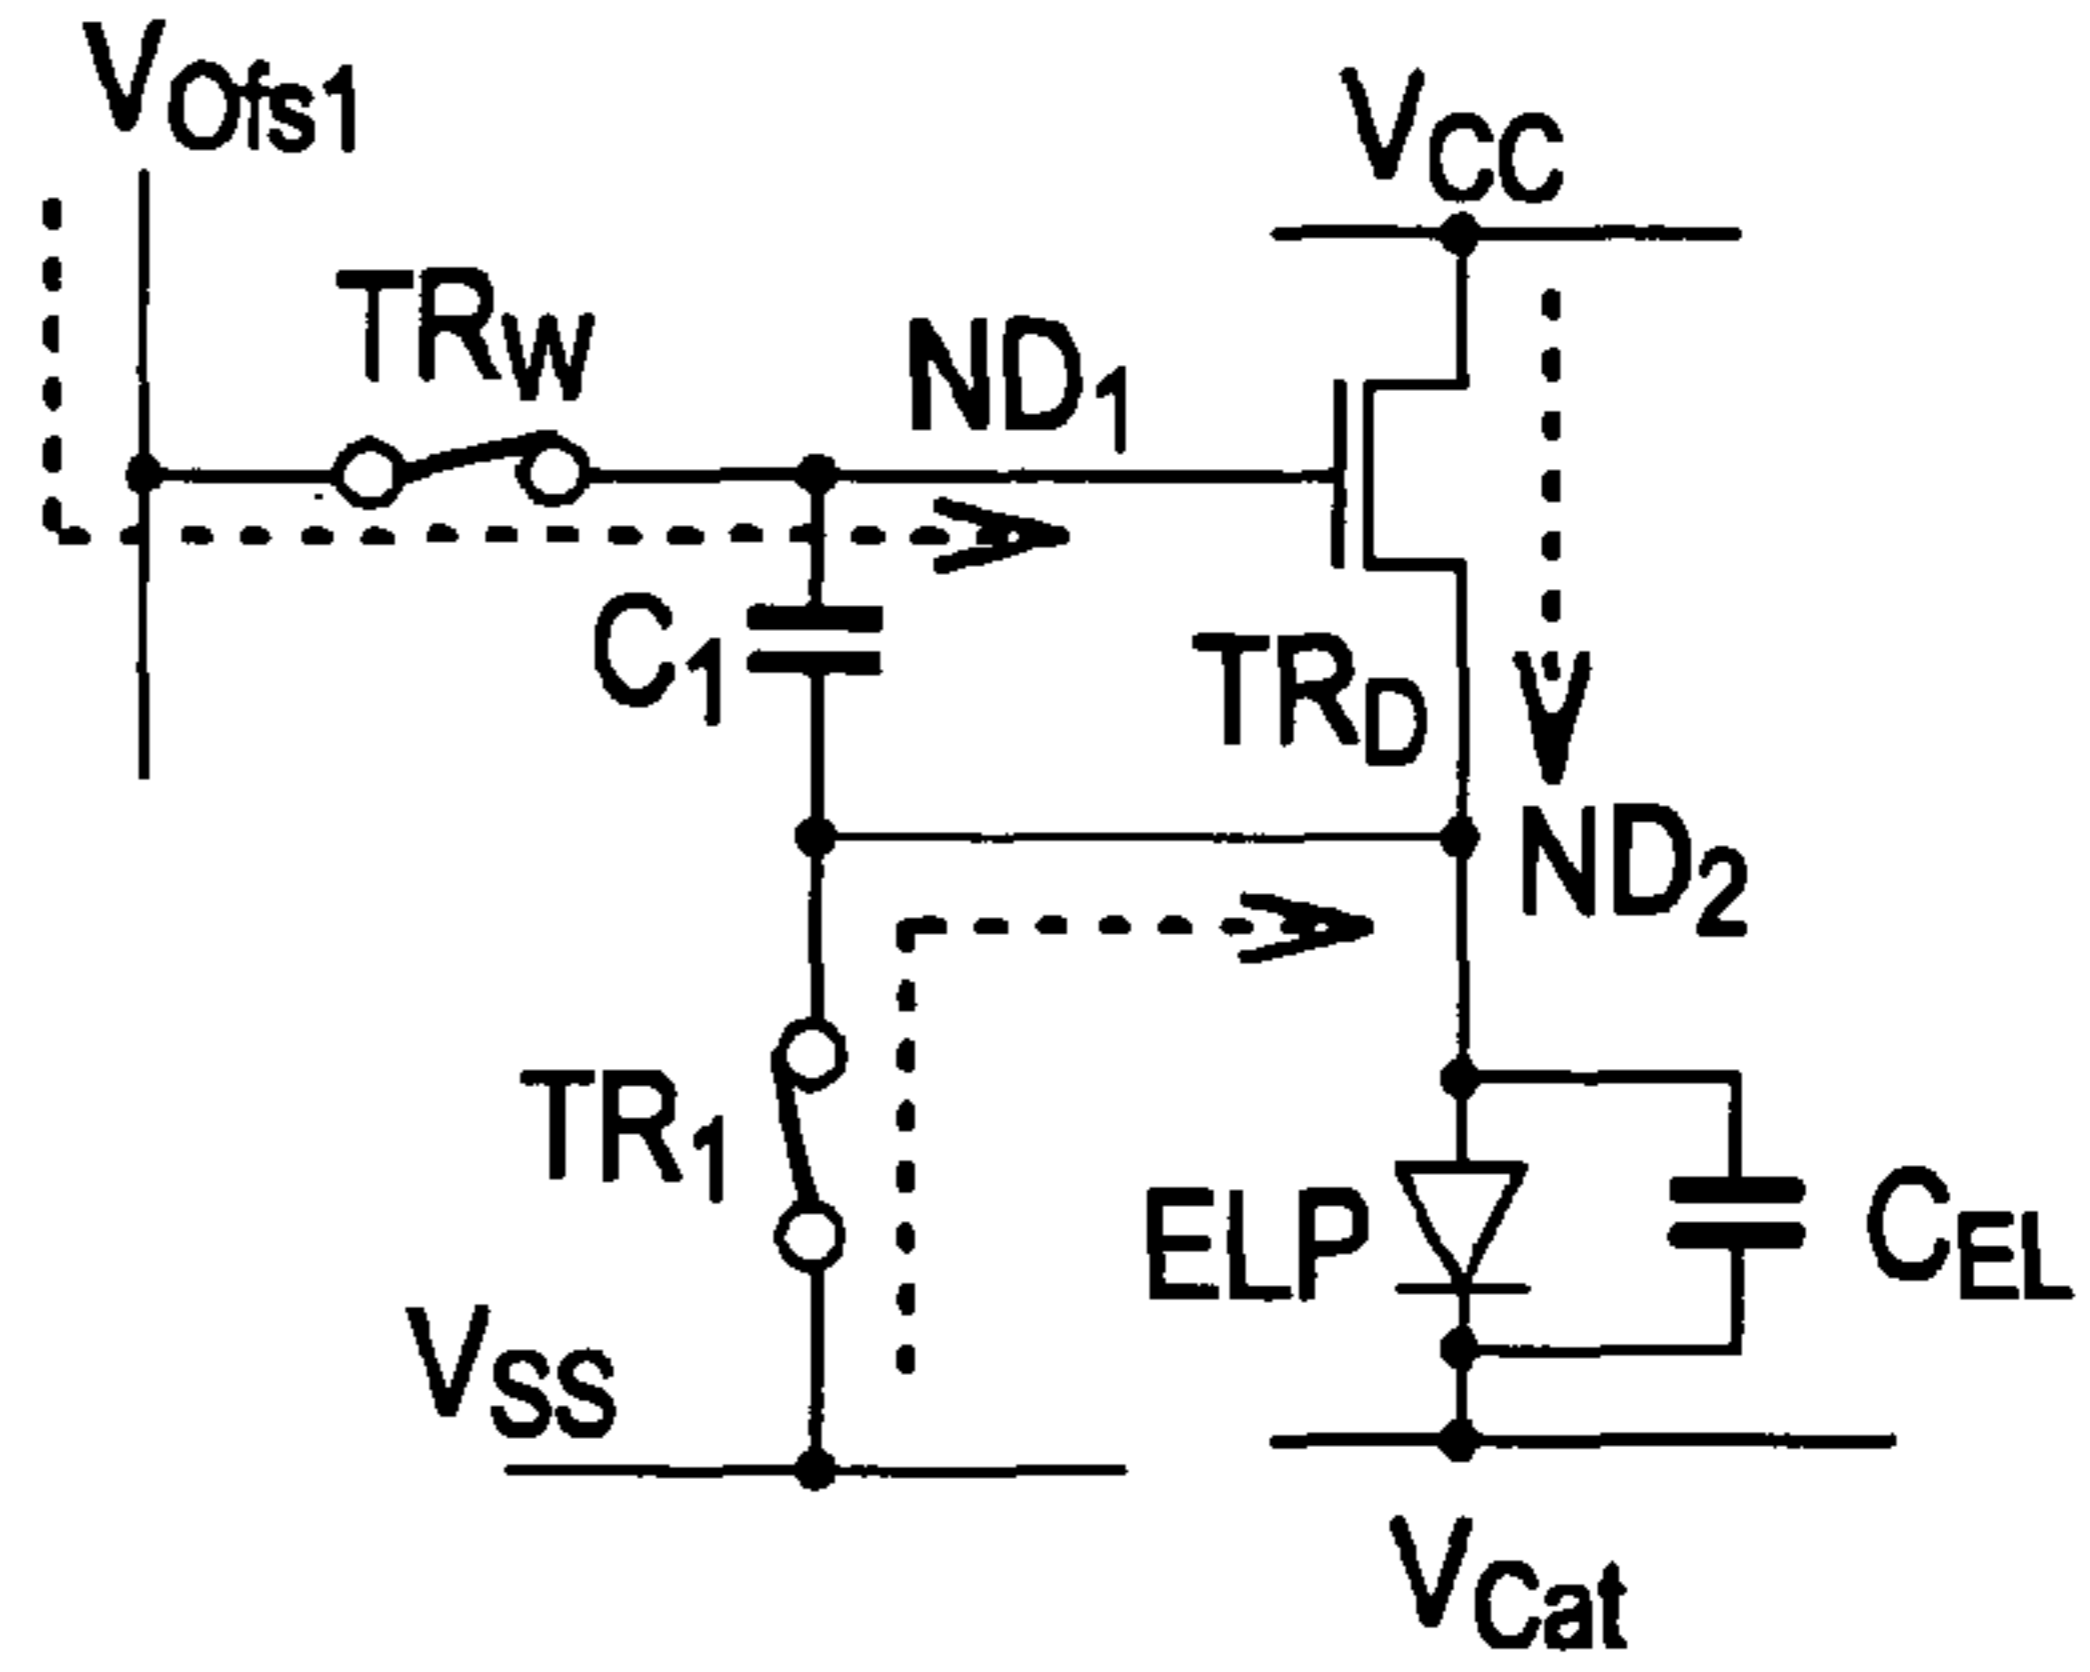 VOfs1
VCC
TRW
ND1
C1
TRD
ND2
TR1
ELP
CEL
VSS
VCat